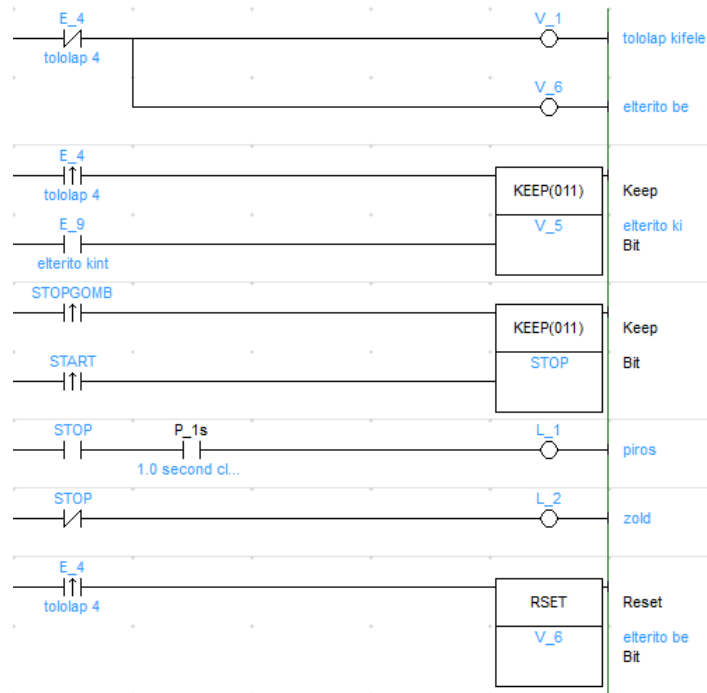 E_4
tololap 4
V_1
tololap kifele
V_6
elterito be
E_4
tololap 4
KEEP(011)
Keep
E_9
elterito kint
V_5
elterito ki
Bit
STOPGOMB
KEEP(011)
Keep
START
STOP
Bit
STOP
P_1s
1.0 second cl...
L_1
piros
STOP
L_2
zold
E_4
tololap 4
RSET
Reset
V_6
elterito be
Bit